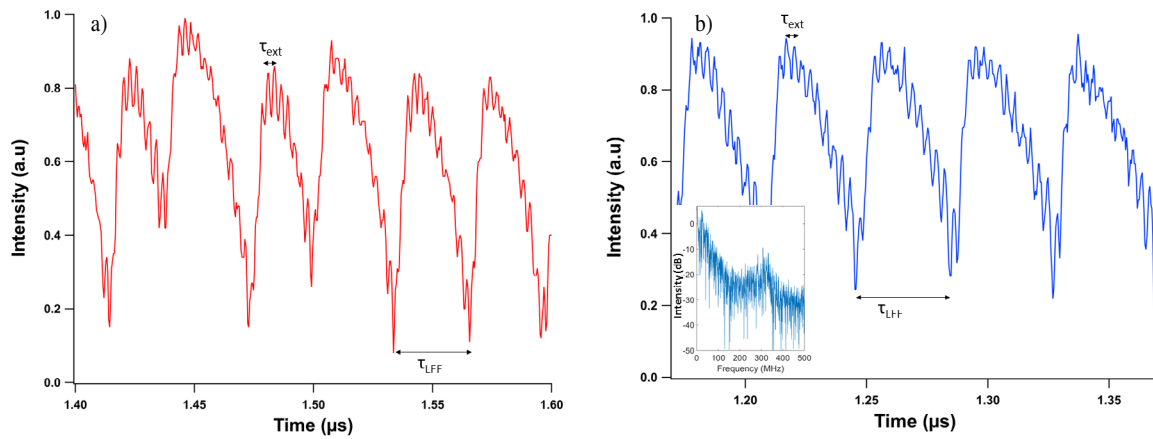 a)
τext
τLFF
1.0
0.8
0.6
0.4
0.2
0.0
Intensity (a.u)
1.40
1.45
1.50
1.55
1.60
Time (µs)
b)
τext
τLFF
1.0
0.8
0.6
0.4
0.2
0.0
Intensity (a.u)
1.20
1.25
1.30
1.35
Time (µs)
0
-10
-20
-30
-40
-50
Intensity (dB)
0
100
200
300
400
500
Frequency (MHz)